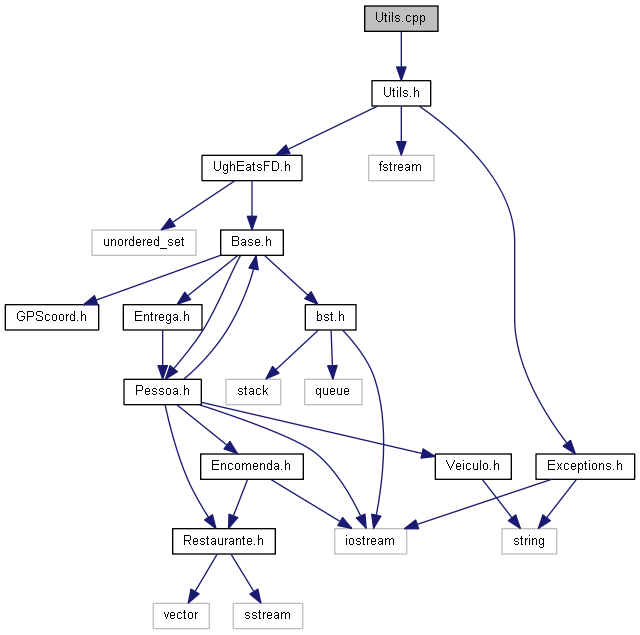 Utils.cpp
Utils.h
UghEatsFD.h
fstream
unordered_set
Base.h
GPScoord.h
Entrega.h
bst.h
Pessoa.h
stack
queue
Encomenda.h
Veiculo.h
Exceptions.h
Restaurante.h
iostream
string
vector
sstream